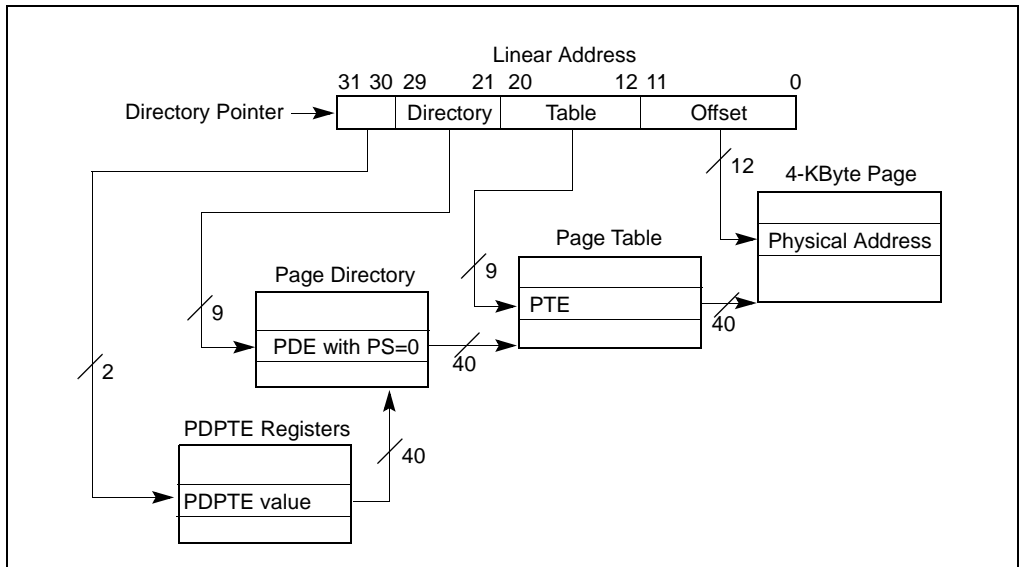 Linear Address
31 30 29 21 20 12 11 0
Directory Pointer Directory Table Offset
12
4-KByte Page
Physical Address
Page Table
9
PTE
40
Page Directory
9
PDE with PS=0
40
2
PDPTE Registers
40
PDPTE value